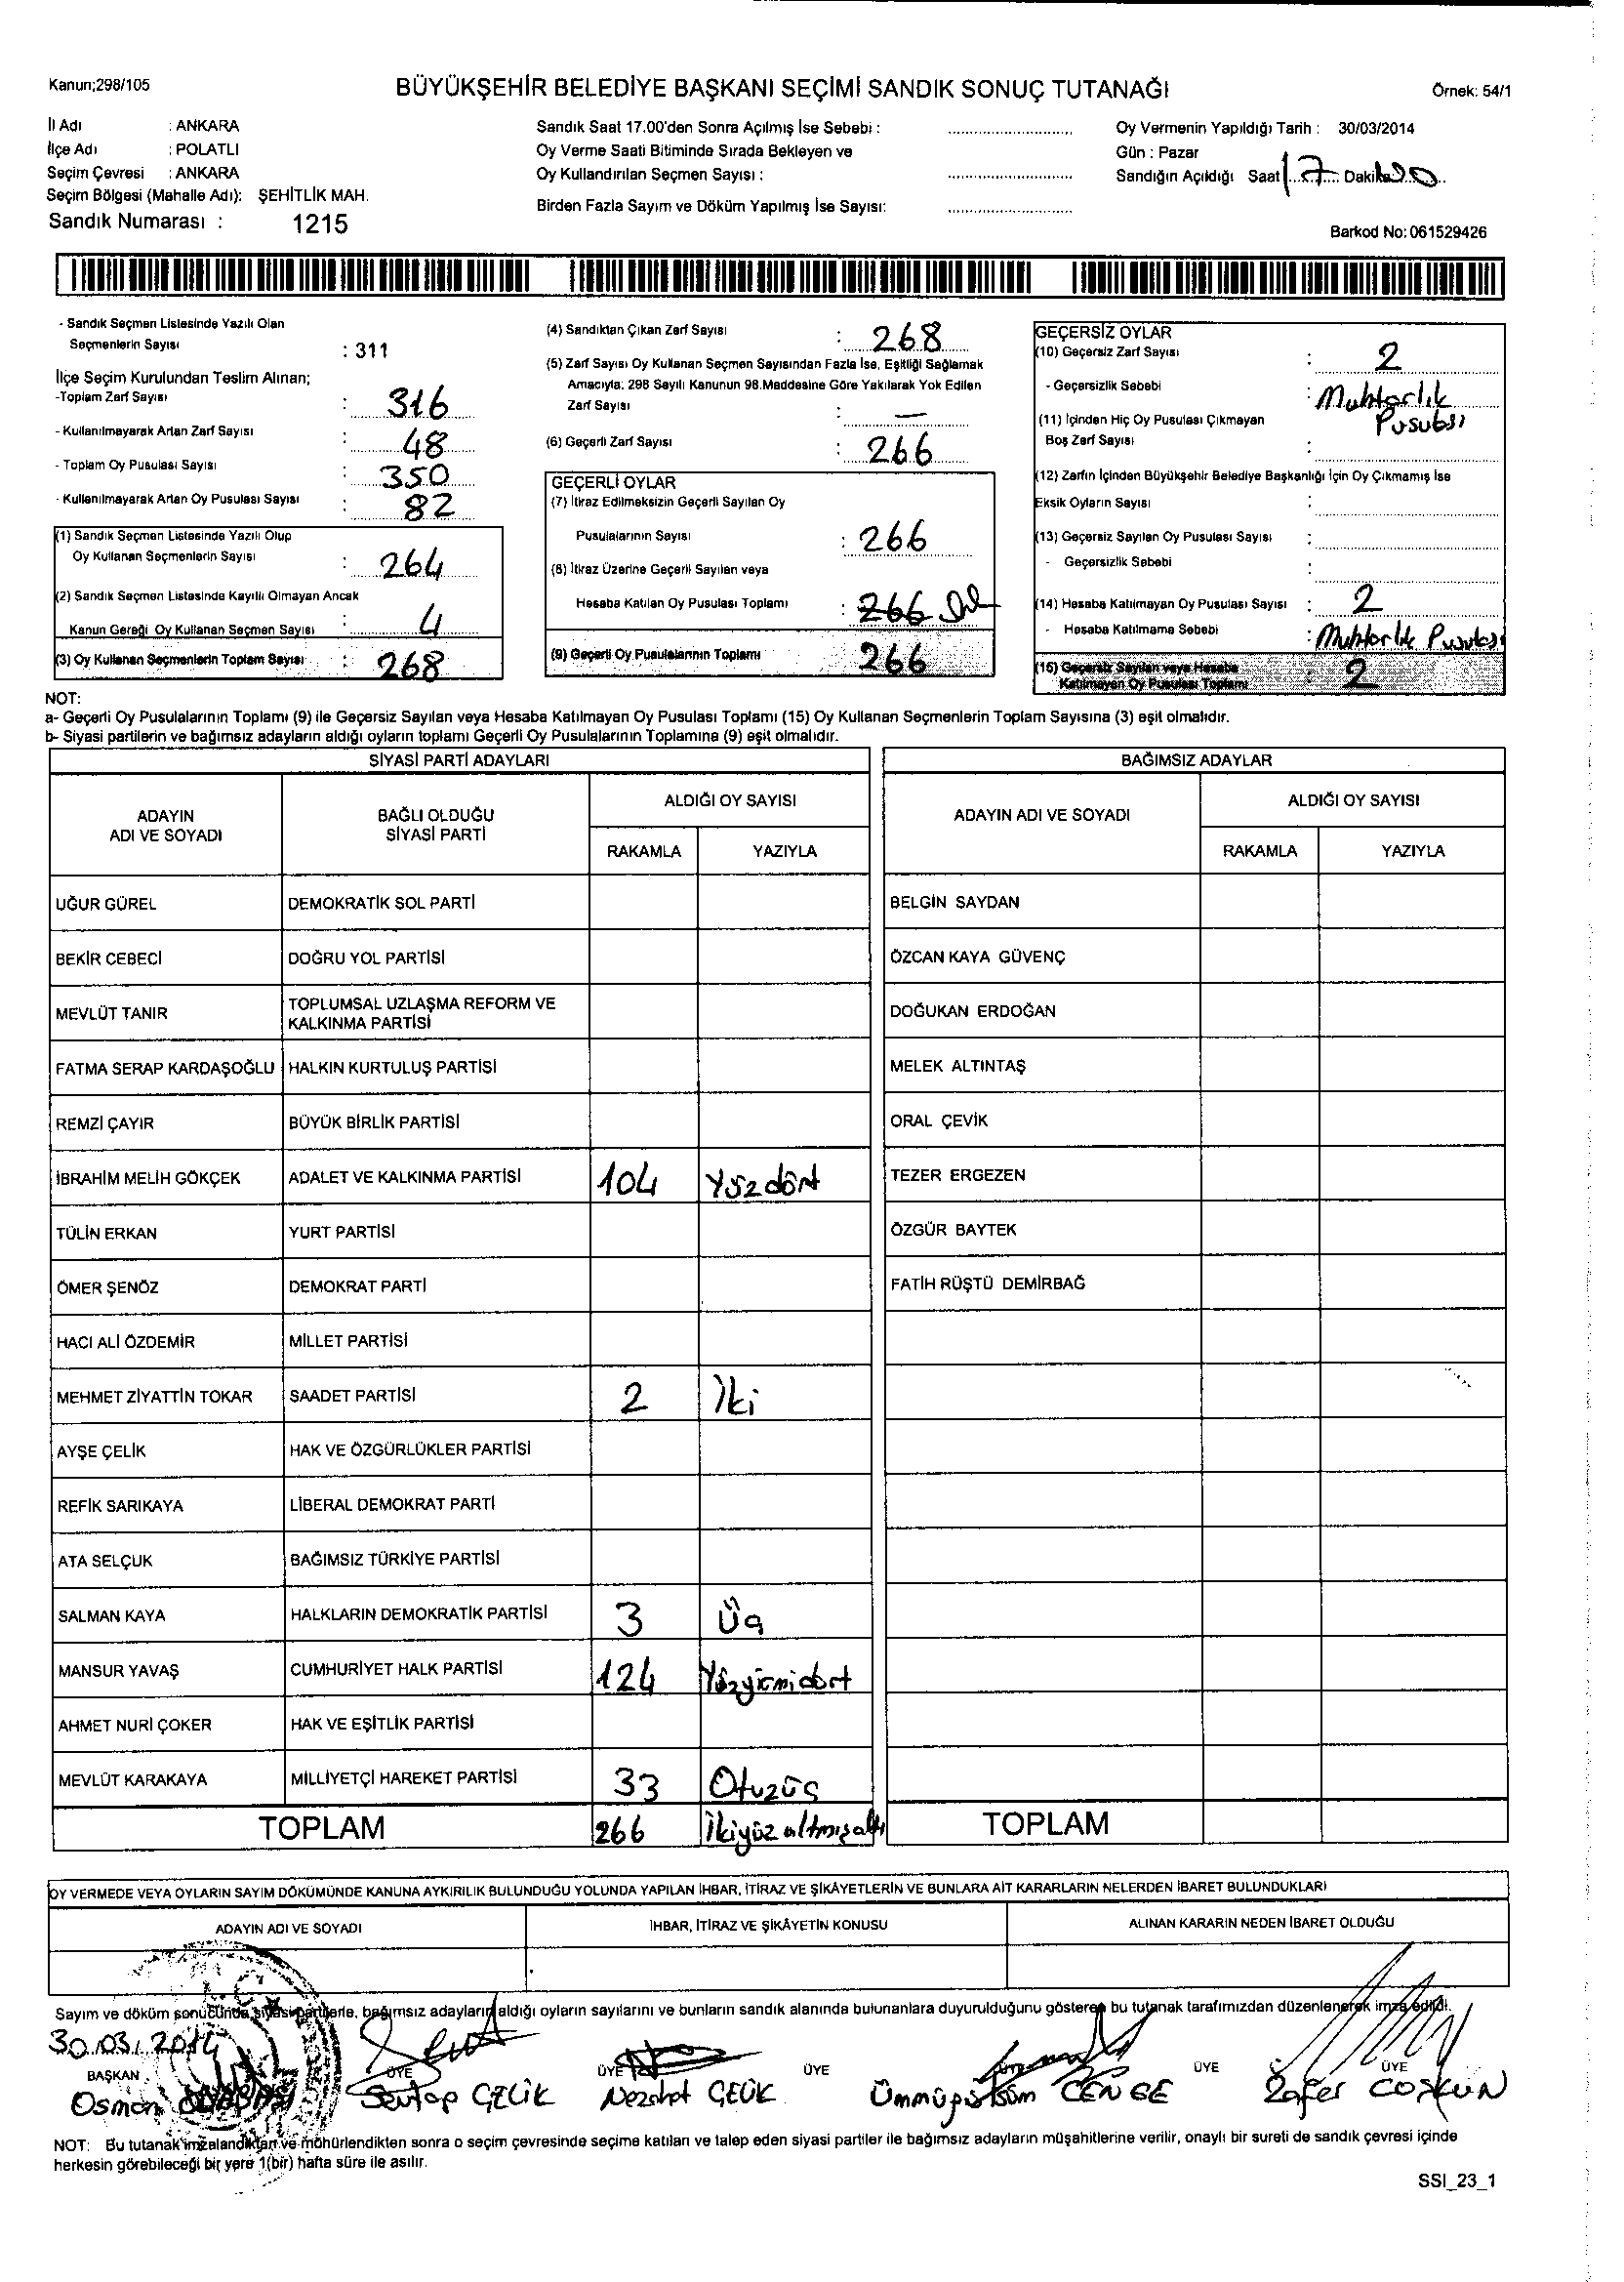 Kanun;298/105
BÜYÜKŞEHİR BELEDİYE BAŞKANI SEÇİMİ SANDIK SONUÇ TUTANAĞI
Örnek: 54/1
İl Adı : ANKARA
İlçe Adı : POLATLI
Seçim Çevresi : ANKARA
Seçim Bölgesi (Mahalle Adı): ŞEHİTLİK MAH.
Sandık Numarası : 1215
Sandık Saat 17.00'den Sonra Açılmış İse Sebebi :
Oy Verme Saati Bitiminde Sırada Bekleyen ve
Oy Kullandırılan Seçmen Sayısı :
Birden Fazla Sayım ve Döküm Yapılmış İse Sayısı:
Oy Vermenin Yapıldığı Tarih : 30/03/2014
Gün : Pazar
Sandığın Açıldığı Saat 17 Dakika
Barkod No: 061529426
- Sandık Seçmen Listesinde Yazılı Olan
Seçmenlerin Sayısı : 311
İlçe Seçim Kurulundan Teslim Alınan;
-Toplam Zarf Sayısı : 316
- Kullanılmayarak Artan Zarf Sayısı : 48
- Toplam Oy Pusulası Sayısı : 350
- Kullanılmayarak Artan Oy Pusulası Sayısı : 82
(1) Sandık Seçmen Listesinde Yazılı Olup
Oy Kullanan Seçmenlerin Sayısı : 264
(2) Sandık Seçmen Listesinde Kayıtlı Olmayan Ancak
Kanun Gereği Oy Kullanan Seçmen Sayısı : 4
(3) Oy Kullanan Seçmenlerin Toplam Sayısı : 268
(4) Sandıktan Çıkan Zarf Sayısı : 268
(5) Zarf Sayısı Oy Kullanan Seçmen Sayısından Fazla İse, Eşitliği Sağlamak
Amacıyla; 298 Sayılı Kanunun 98.Maddesine Göre Yakılarak Yok Edilen
Zarf Sayısı : —
(6) Geçerli Zarf Sayısı : 266
GEÇERLİ OYLAR
(7) İtiraz Edilmeksizin Geçerli Sayılan Oy
Pusulalarının Sayısı : 266
(8) İtiraz Üzerine Geçerli Sayılan veya
Hesaba Katılan Oy Pusulası Toplamı : 266
(9) Geçerli Oy Pusulalarının Toplamı 266
GEÇERSİZ OYLAR
(10) Geçersiz Zarf Sayısı : 2
- Geçersizlik Sebebi : Muhtarlık
Pusulası
(11) İçinden Hiç Oy Pusulası Çıkmayan
Boş Zarf Sayısı :
(12) Zarfın İçinden Büyükşehir Belediye Başkanlığı İçin Oy Çıkmamış İse
Eksik Oyların Sayısı :
(13) Geçersiz Sayılan Oy Pusulası Sayısı :
- Geçersizlik Sebebi :
(14) Hesaba Katılmayan Oy Pusulası Sayısı : 2
- Hesaba Katılmama Sebebi : Muhtarlık Pusulası
(15) Geçersiz Sayılan veya Hesaba
Katılmayan Oy Pusulası Toplamı : 2
NOT:
a- Geçerli Oy Pusulalarının Toplamı (9) ile Geçersiz Sayılan veya Hesaba Katılmayan Oy Pusulası Toplamı (15) Oy Kullanan Seçmenlerin Toplam Sayısına (3) eşit olmalıdır.
b- Siyasi partilerin ve bağımsız adayların aldığı oyların toplamı Geçerli Oy Pusulalarının Toplamına (9) eşit olmalıdır.
SİYASİ PARTİ ADAYLARI
ADAYIN
ADI VE SOYADI
BAĞLI OLDUĞU
SİYASİ PARTİ
ALDIĞI OY SAYISI
RAKAMLA YAZIYLA
UĞUR GÜREL DEMOKRATİK SOL PARTİ
BEKİR CEBECİ DOĞRU YOL PARTİSİ
MEVLÜT TANIR TOPLUMSAL UZLAŞMA REFORM VE
KALKINMA PARTİSİ
FATMA SERAP KARDAŞOĞLU HALKIN KURTULUŞ PARTİSİ
REMZİ ÇAYIR BÜYÜK BİRLİK PARTİSİ
İBRAHİM MELİH GÖKÇEK ADALET VE KALKINMA PARTİSİ 104 Yüzdört
TÜLİN ERKAN YURT PARTİSİ
ÖMER ŞENÖZ DEMOKRAT PARTİ
HACI ALİ ÖZDEMİR MİLLET PARTİSİ
MEHMET ZİYATTİN TOKAR SAADET PARTİSİ 2 İki
AYŞE ÇELİK HAK VE ÖZGÜRLÜKLER PARTİSİ
REFİK SARIKAYA LİBERAL DEMOKRAT PARTİ
ATA SELÇUK BAĞIMSIZ TÜRKİYE PARTİSİ
SALMAN KAYA HALKLARIN DEMOKRATİK PARTİSİ 3 Üç
MANSUR YAVAŞ CUMHURİYET HALK PARTİSİ 124 Yüzyirmidört
AHMET NURİ ÇOKER HAK VE EŞİTLİK PARTİSİ
MEVLÜT KARAKAYA MİLLİYETÇİ HAREKET PARTİSİ 33 Otuzüç
TOPLAM 266 İkiyüzaltmışaltı
BAĞIMSIZ ADAYLAR
ADAYIN ADI VE SOYADI
ALDIĞI OY SAYISI
RAKAMLA YAZIYLA
BELGİN SAYDAN
ÖZCAN KAYA GÜVENÇ
DOĞUKAN ERDOĞAN
MELEK ALTINTAŞ
ORAL ÇEVİK
TEZER ERGEZEN
ÖZGÜR BAYTEK
FATİH RÜŞTÜ DEMİRBAĞ
TOPLAM
OY VERMEDE VEYA OYLARIN SAYIM DÖKÜMÜNDE KANUNA AYKIRILIK BULUNDUĞU YOLUNDA YAPILAN İHBAR, İTİRAZ VE ŞİKÂYETLERİN VE BUNLARA AİT KARARLARIN NELERDEN İBARET BULUNDUKLARI
ADAYIN ADI VE SOYADI İHBAR, İTİRAZ VE ŞİKÂYETİN KONUSU ALINAN KARARIN NEDEN İBARET OLDUĞU
Sayım ve döküm sonucunda, siyasi partilerle, bağımsız adayların aldığı oyların sayılarını ve bunların sandık alanında bulunanlara duyurulduğunu gösteren bu tutanak tarafımızdan düzenlenerek imza edildi.
30.03.2014
BAŞKAN ÜYE ÜYE ÜYE ÜYE ÜYE
Osman Sevtap ÇELİK Nezahat ÇELİK Ümmügülsüm CENGE Zafer COŞKUN
NOT: Bu tutanak imzalandıktan ve mühürlendikten sonra o seçim çevresinde seçime katılan ve talep eden siyasi partiler ile bağımsız adayların müşahitlerine verilir, onaylı bir sureti de sandık çevresi içinde
herkesin görebileceği bir yere 1(bir) hafta süre ile asılır.
SSI_23_1